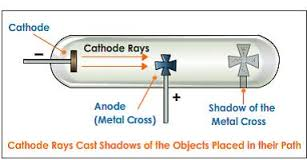 Cathode
Cathode Rays
−
+
Anode
(Metal Cross)
Shadow of the
Metal Cross
Cathode Rays Cast Shadows of the Objects Placed in their Path